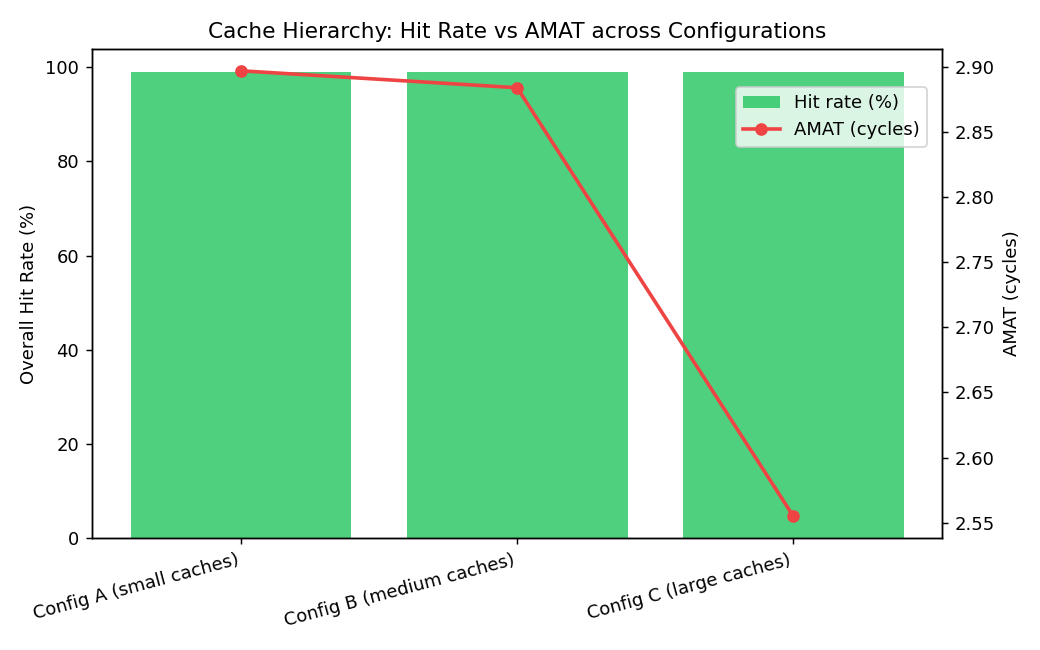 Cache Hierarchy: Hit Rate vs AMAT across Configurations
Overall Hit Rate (%)
100
80
60
40
20
0
Hit rate (%)
AMAT (cycles)
2.90
2.85
2.80
2.75
2.70
2.65
2.60
2.55
AMAT (cycles)
Config A (small caches)
Config B (medium caches)
Config C (large caches)